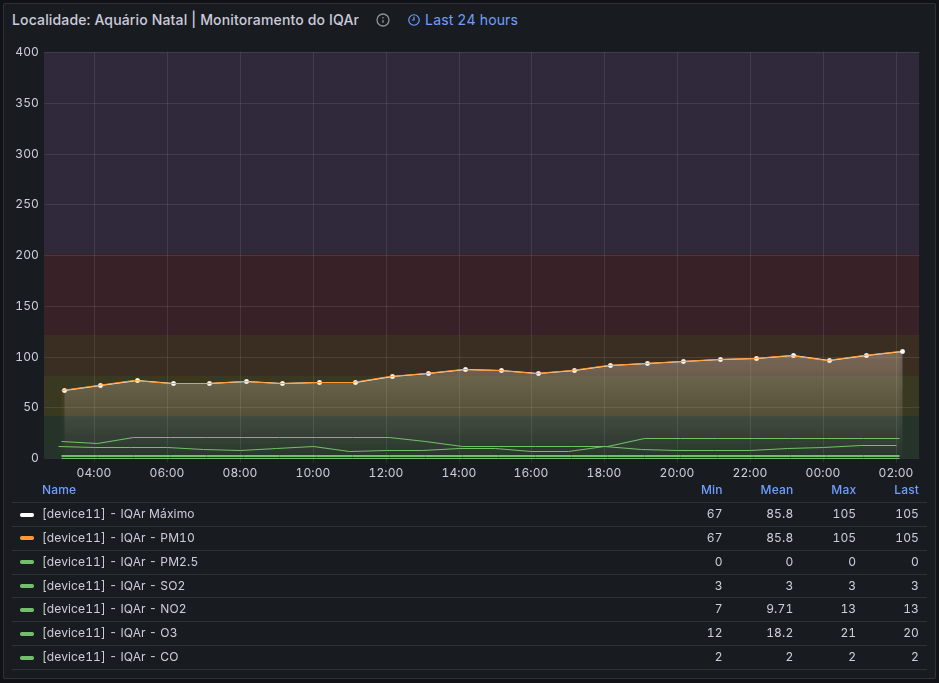 Localidade: Aquário Natal | Monitoramento do IQAr Last 24 hours
400
350
300
250
200
150
100
50
0
04:00 06:00 08:00 10:00 12:00 14:00 16:00 18:00 20:00 22:00 00:00 02:00
Name Min Mean Max Last
[device11] - IQAr Máximo 67 85.8 105 105
[device11] - IQAr - PM10 67 85.8 105 105
[device11] - IQAr - PM2.5 0 0 0 0
[device11] - IQAr - SO2 3 3 3 3
[device11] - IQAr - NO2 7 9.71 13 13
[device11] - IQAr - O3 12 18.2 21 20
[device11] - IQAr - CO 2 2 2 2